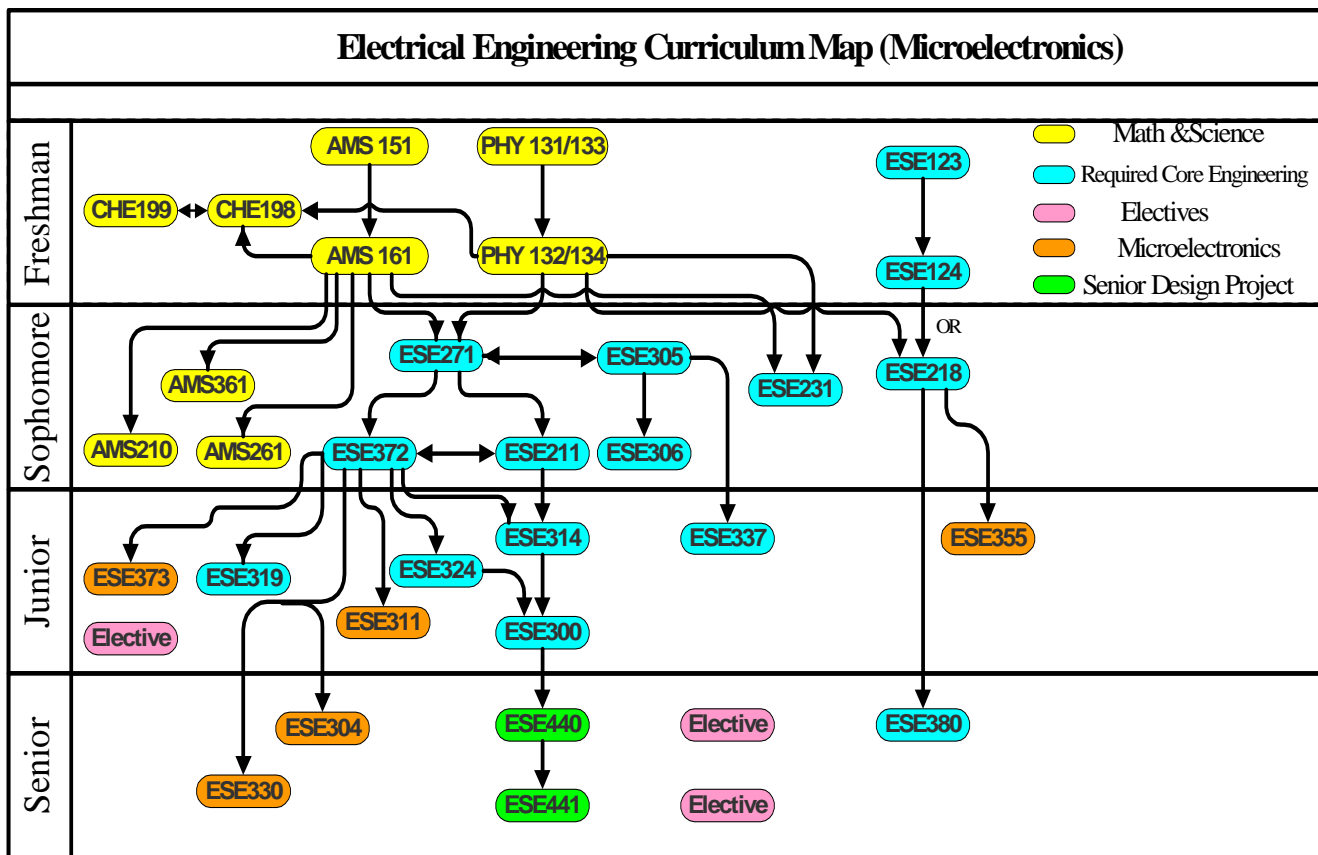 Electrical Engineering Curriculum Map (Microelectronics)
Freshman
AMS 151
PHY 131/133
ESE123
CHE199
CHE198
AMS 161
PHY 132/134
ESE124
Math &Science
Required Core Engineering
Electives
Microelectronics
Senior Design Project
Sophomore
OR
ESE271
ESE305
ESE218
AMS361
ESE231
AMS210
AMS261
ESE372
ESE211
ESE306
Junior
ESE314
ESE337
ESE355
ESE373
ESE319
ESE324
ESE311
ESE300
Elective
Senior
ESE304
ESE440
Elective
ESE380
ESE330
ESE441
Elective